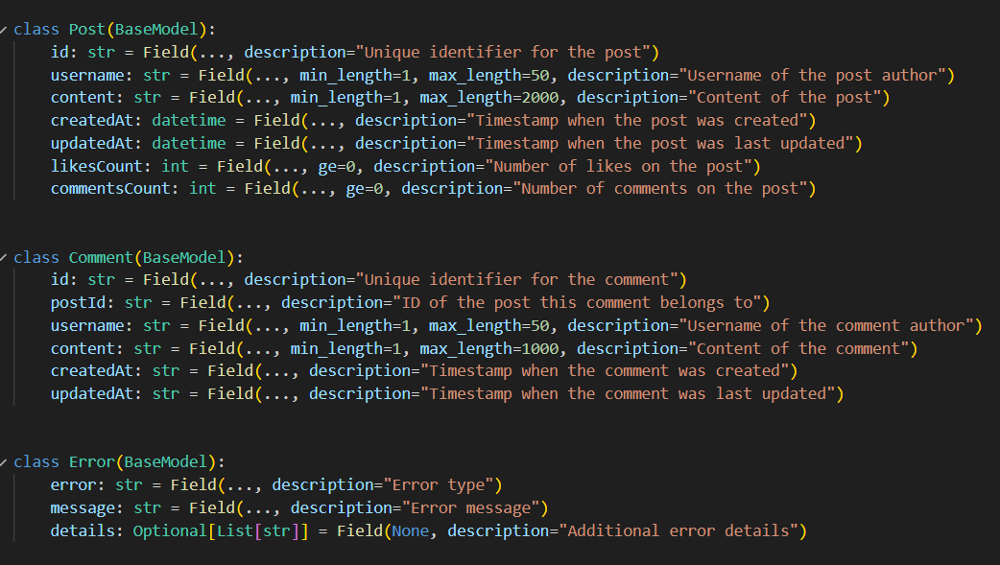 class Post(BaseModel):
    id: str = Field(..., description="Unique identifier for the post")
    username: str = Field(..., min_length=1, max_length=50, description="Username of the post author")
    content: str = Field(..., min_length=1, max_length=2000, description="Content of the post")
    createdAt: datetime = Field(..., description="Timestamp when the post was created")
    updatedAt: datetime = Field(..., description="Timestamp when the post was last updated")
    likesCount: int = Field(..., ge=0, description="Number of likes on the post")
    commentsCount: int = Field(..., ge=0, description="Number of comments on the post")
class Comment(BaseModel):
    id: str = Field(..., description="Unique identifier for the comment")
    postId: str = Field(..., description="ID of the post this comment belongs to")
    username: str = Field(..., min_length=1, max_length=50, description="Username of the comment author")
    content: str = Field(..., min_length=1, max_length=1000, description="Content of the comment")
    createdAt: str = Field(..., description="Timestamp when the comment was created")
    updatedAt: str = Field(..., description="Timestamp when the comment was last updated")
class Error(BaseModel):
    error: str = Field(..., description="Error type")
    message: str = Field(..., description="Error message")
    details: Optional[List[str]] = Field(None, description="Additional error details")